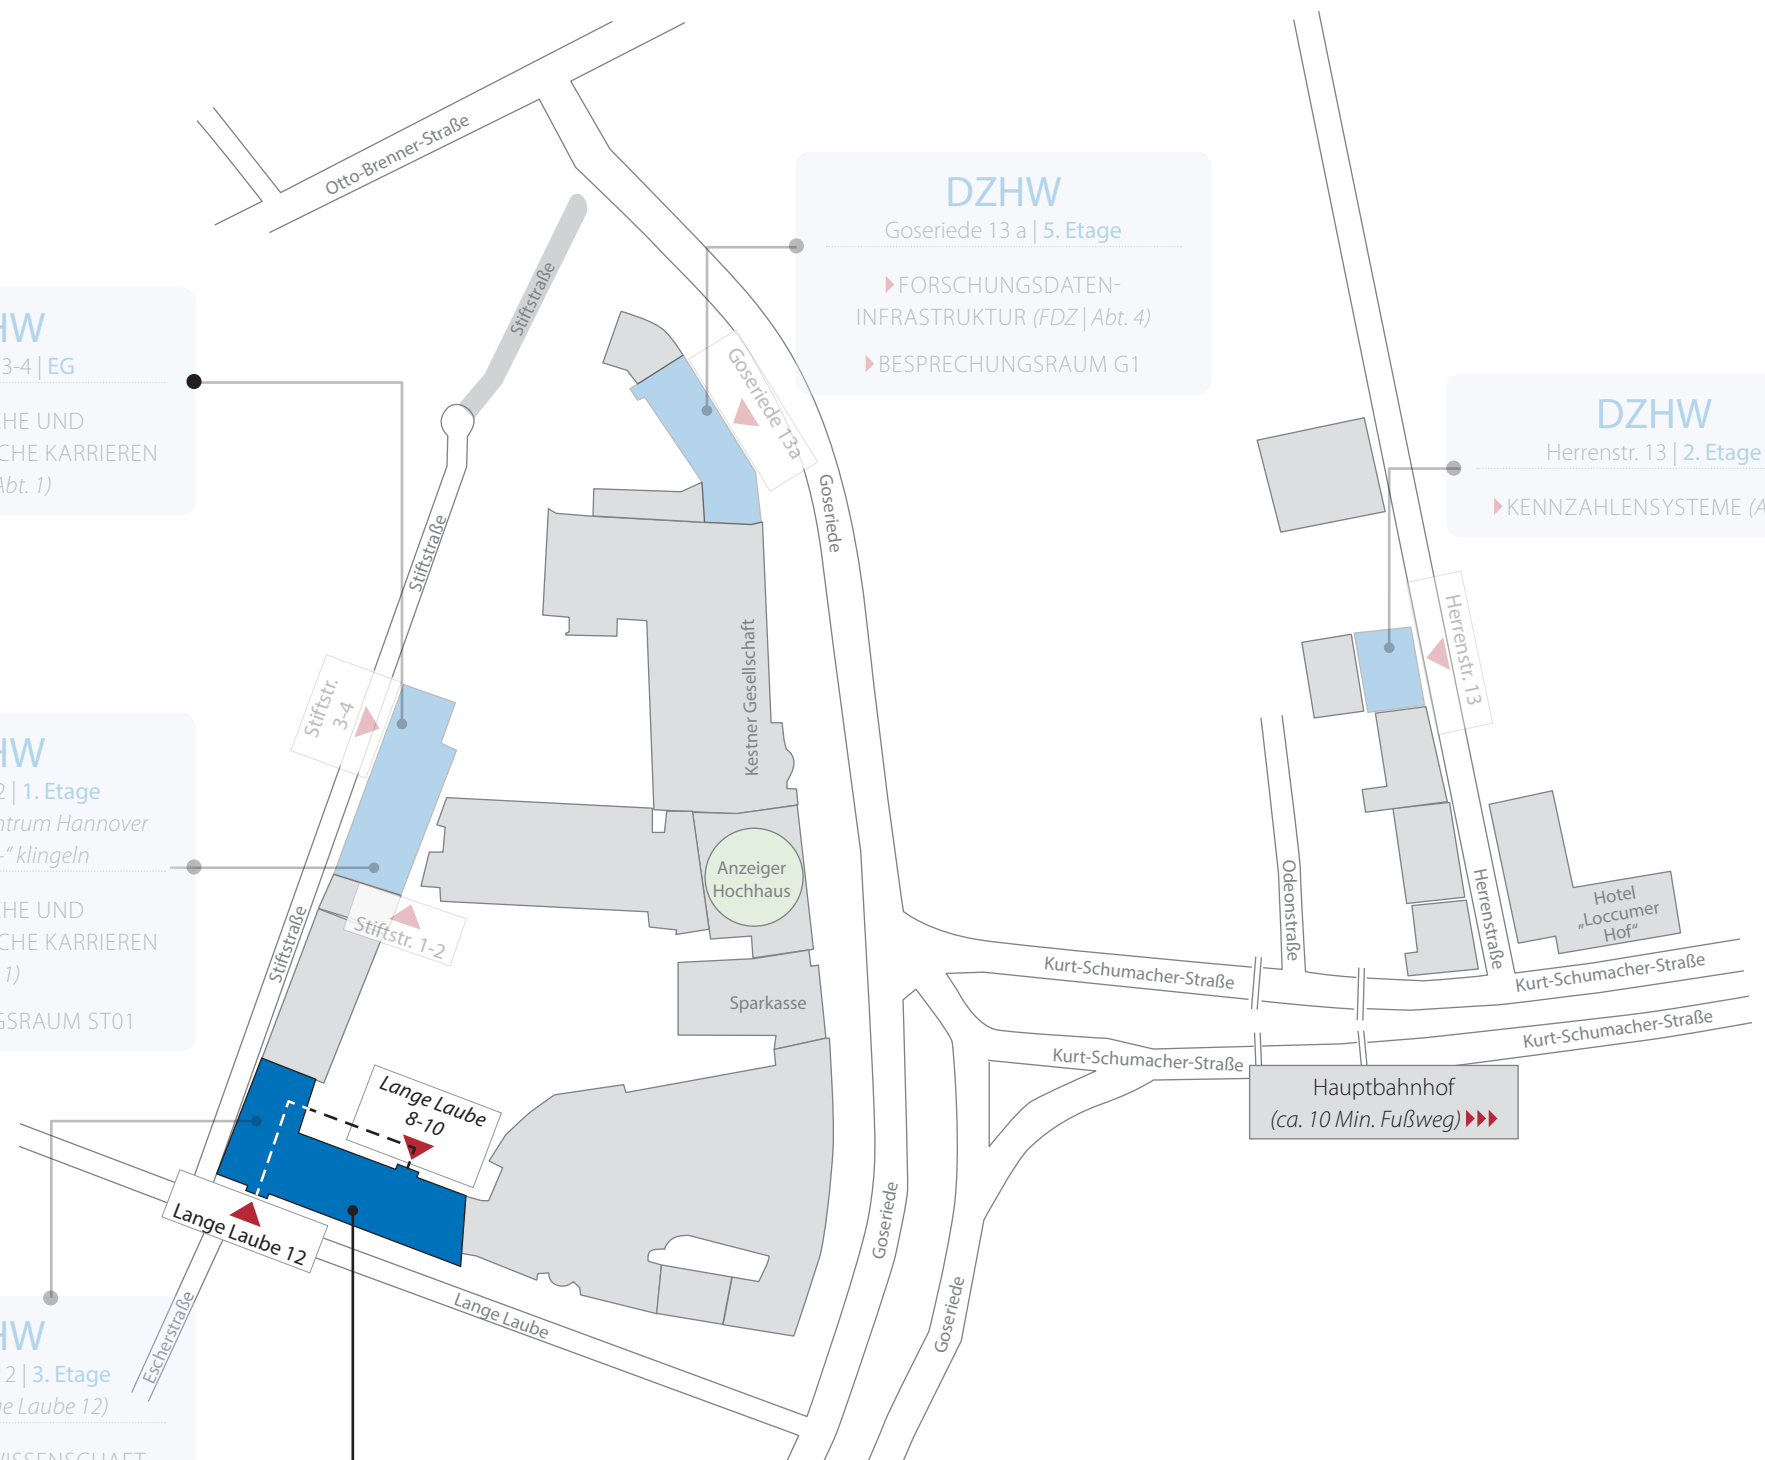 Otto-Brenner-Straße
Stiftstraße
DZHW
Goseriede 13 a | 5. Etage
FORSCHUNGSDATEN-
INFRASTRUKTUR (FDZ | Abt. 4)
BESPRECHUNGSRAUM G1
HW
3-4 | EG
HE UND
CHE KARRIEREN
Abt. 1)
Goseriede 13a
Goseriede
DZHW
Herrenstr. 13 | 2. Etage
KENNZAHLENSYSTEME (A
Stiftstraße
Herrenstr. 13
Stiftstr.
3-4
Kestner Gesellschaft
HW
2 | 1. Etage
ntrum Hannover
-“ klingeln
HE UND
CHE KARRIEREN
1)
GSRAUM ST01
Anzeiger
Hochhaus
Stiftstr. 1-2
Stiftstraße
Odeonstraße
Herrenstraße
Hotel
„Loccumer
Hof“
Kurt-Schumacher-Straße
Kurt-Schumacher-Straße
Sparkasse
Kurt-Schumacher-Straße
Kurt-Schumacher-Straße
Hauptbahnhof
(ca. 10 Min. Fußweg)
Lange Laube
8-10
Lange Laube 12
Goseriede
Goseriede
Lange Laube
Escherstraße
HW
12 | 3. Etage
ge Laube 12)
WISSENSCHAFT